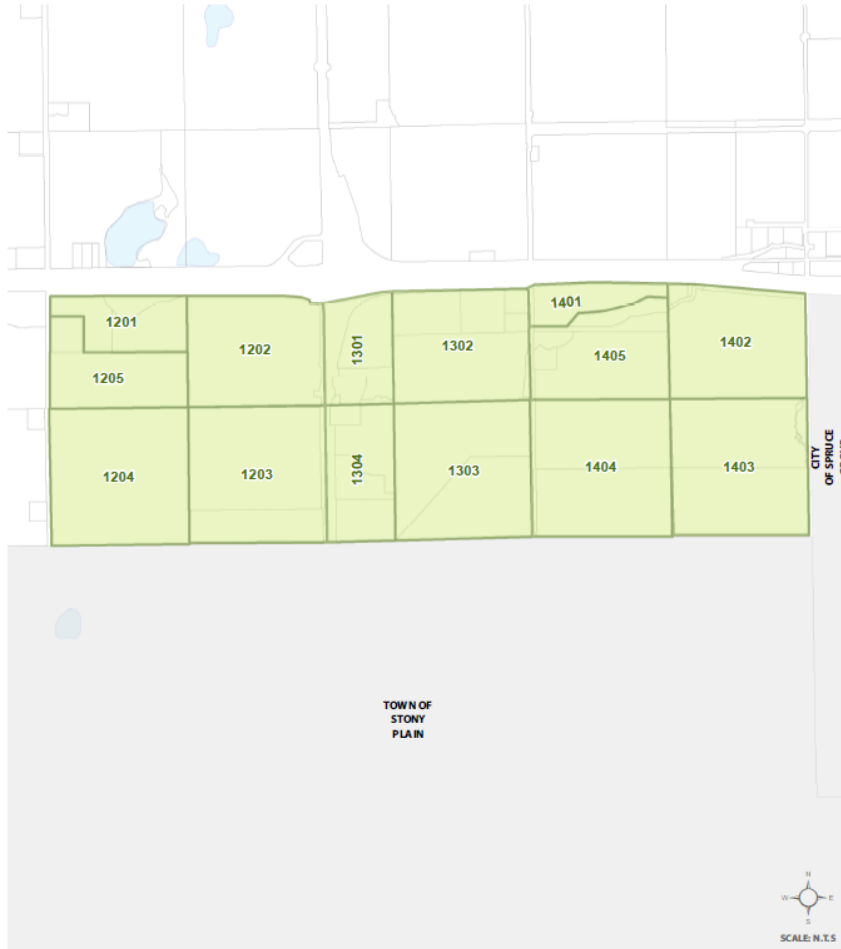 1201
1202
1301
1302
1401
1402
1405
1205
1204
1203
1304
1303
1404
1403
CITY
OF SPRUCE
TOWN OF
STONY
PLAIN
N
W
E
S
SCALE: N.T.S